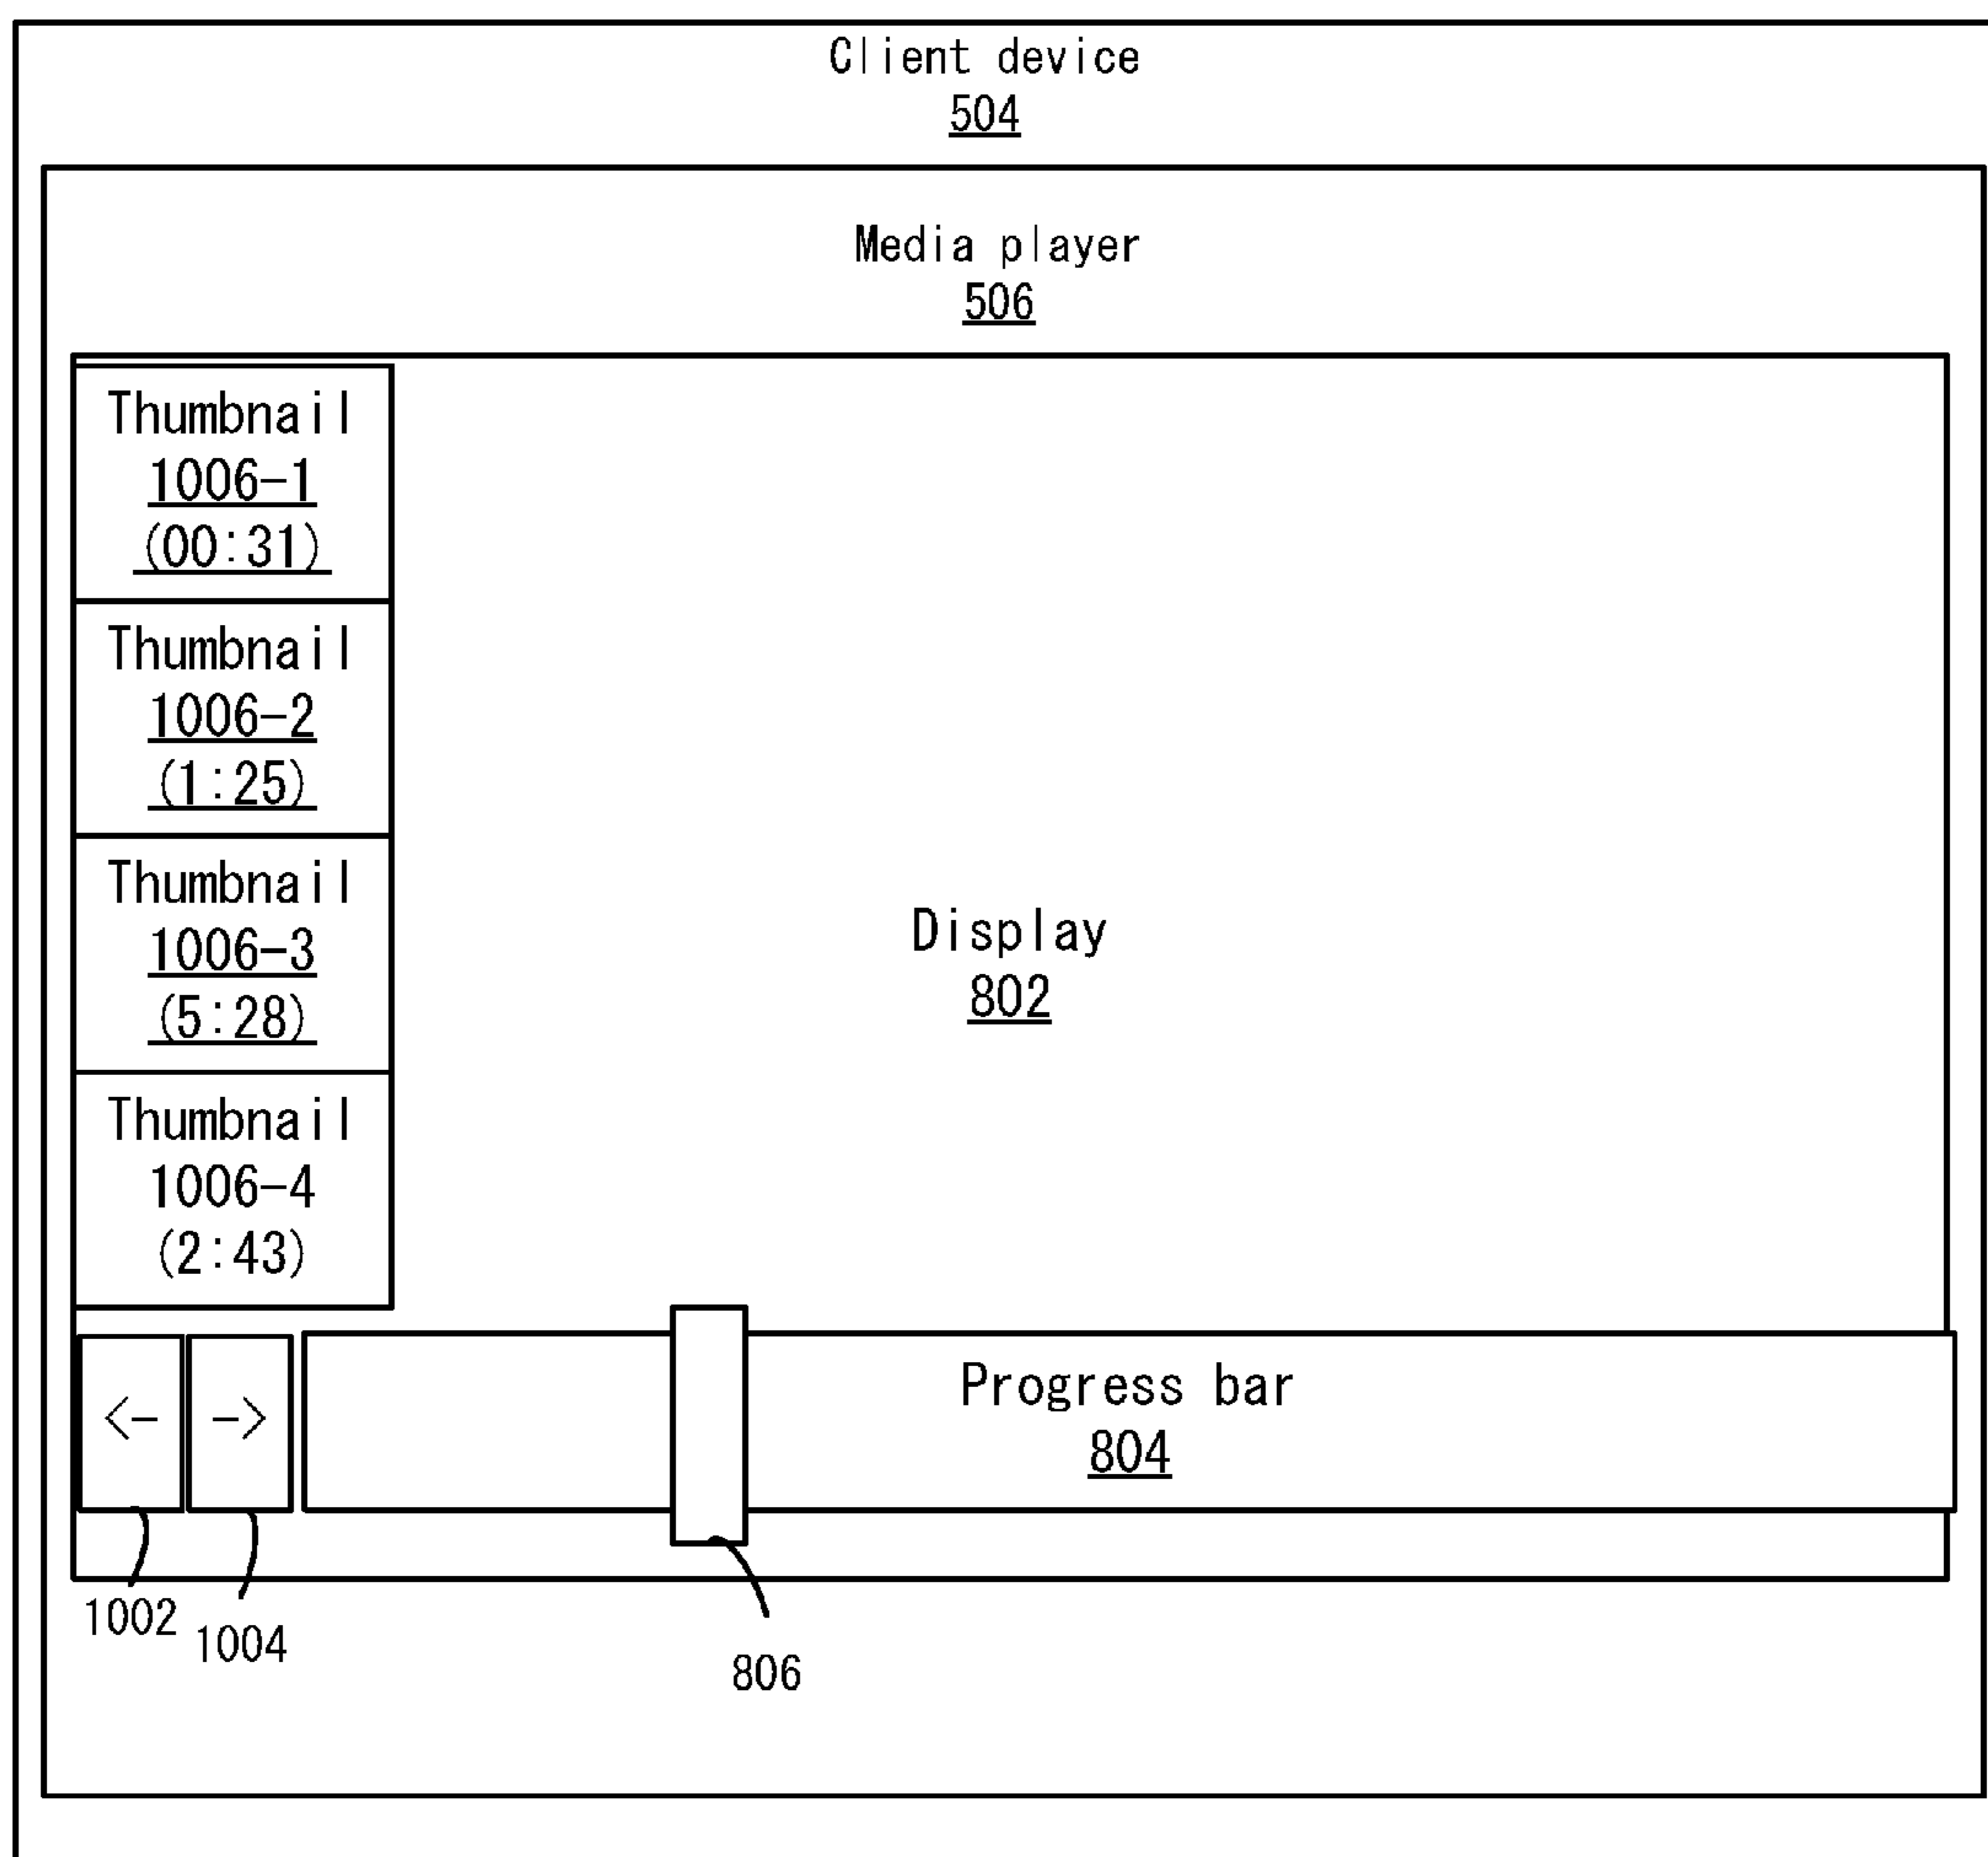 Client device
504
Media player
506
Thumbnail
1006-1
(00:31)
Thumbnail
1006-2
(1:25)
Thumbnail
1006-3
(5:28)
Thumbnail
1006-4
(2:43)
Display
802
<- ->
Progress bar
804
1002
1004
806